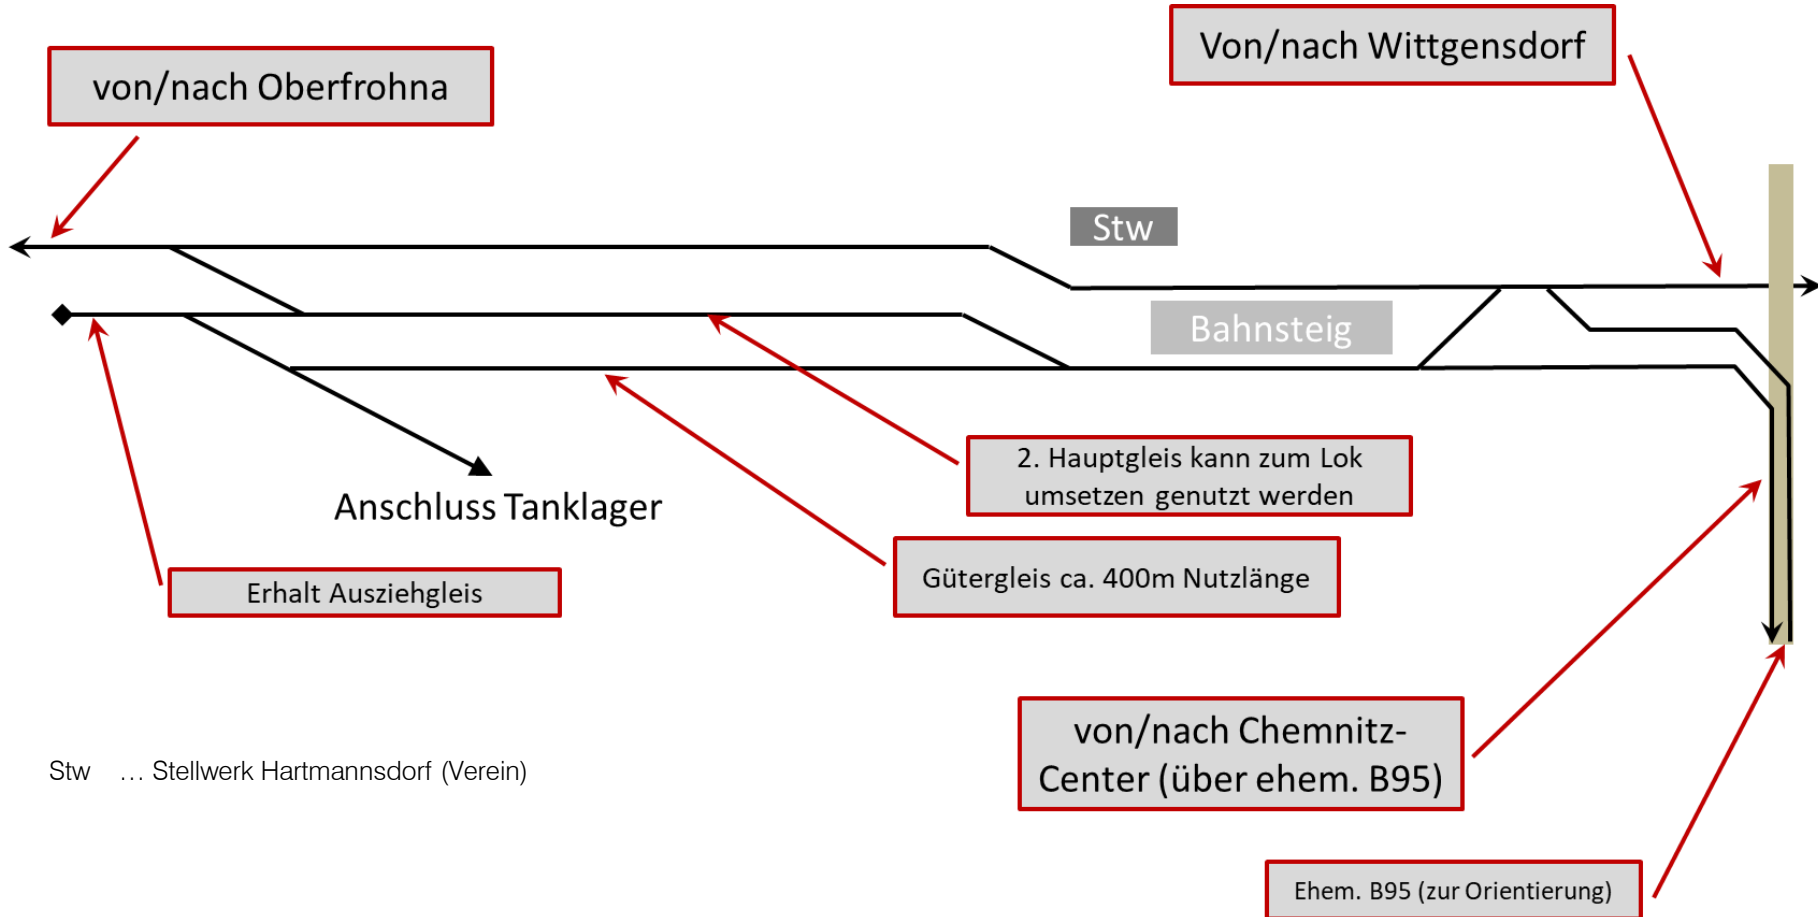 Von/nach Wittgensdorf
von/nach Oberfrohna
Stw
Bahnsteig
2. Hauptgleis kann zum Lok
umsetzen genutzt werden
Anschluss Tanklager
Gütergleis ca. 400m Nutzlänge
Erhalt Ausziehgleis
von/nach Chemnitz-
Center (über ehem. B95)
Stw … Stellwerk Hartmannsdorf (Verein)
Ehem. B95 (zur Orientierung)